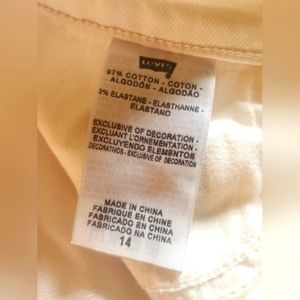 Levi's
97% COTTON - COTON -
ALGODÓN - ALGODÃO
3% ELASTANE - ELASTHANNE -
ELASTANO
EXCLUSIVE OF DECORATION -
EXCLUANT L'ORNEMENTATION -
EXCLUYENDO ELEMENTOS
DECORATIVOS - EXCLUSIVE OF DECORATION
MADE IN CHINA
FABRIQUE EN CHINE
FABRICADO EN CHINA
FABRICADO NA CHINA
14